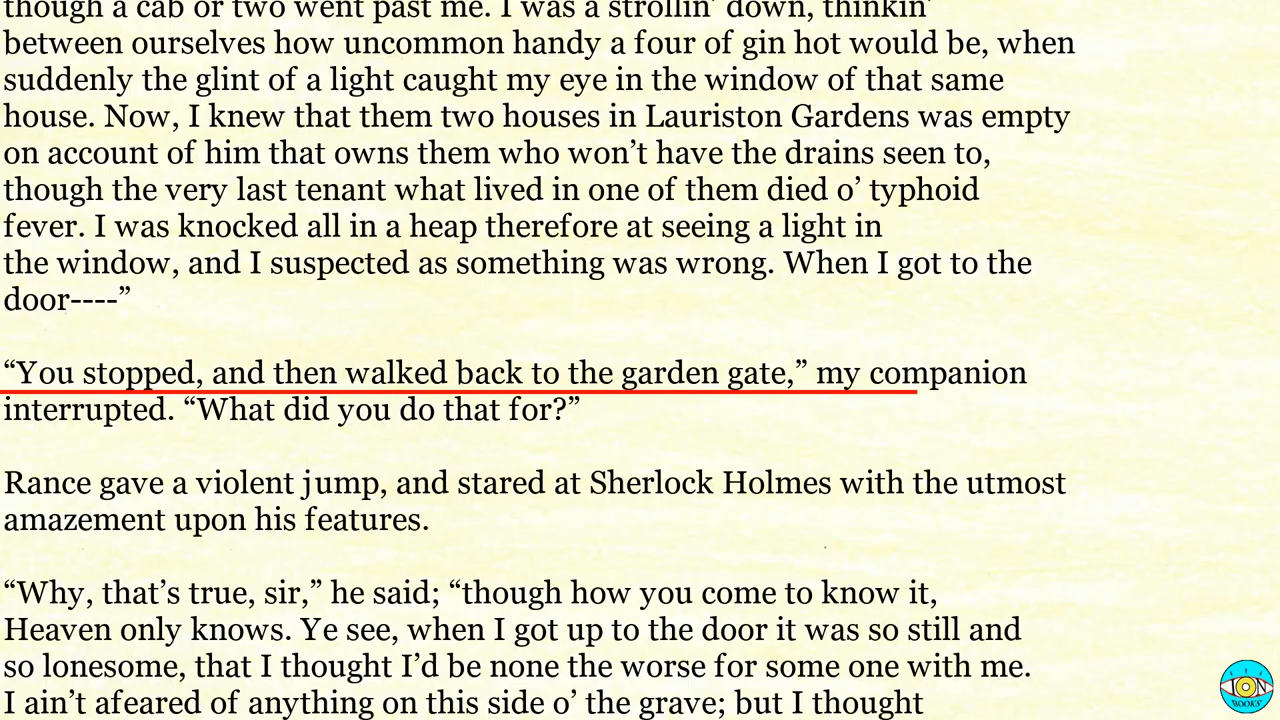 though a cab or two went past me. I was a strollin’ down, thinkin’
between ourselves how uncommon handy a four of gin hot would be, when
suddenly the glint of a light caught my eye in the window of that same
house. Now, I knew that them two houses in Lauriston Gardens was empty
on account of him that owns them who won’t have the drains seen to,
though the very last tenant what lived in one of them died o’ typhoid
fever. I was knocked all in a heap therefore at seeing a light in
the window, and I suspected as something was wrong. When I got to the
door----”
“You stopped, and then walked back to the garden gate,” my companion
interrupted. “What did you do that for?”
Rance gave a violent jump, and stared at Sherlock Holmes with the utmost
amazement upon his features.
“Why, that’s true, sir,” he said; “though how you come to know it,
Heaven only knows. Ye see, when I got up to the door it was so still and
so lonesome, that I thought I’d be none the worse for some one with me.
I ain’t afeared of anything on this side o’ the grave; but I thought
ION
BOOKS